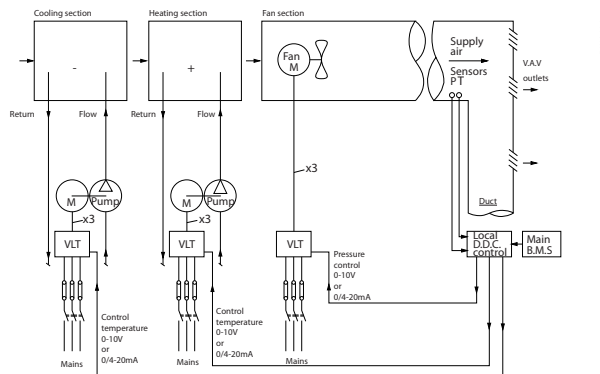 Cooling section
Heating section
Fan section
-
+
Fan
M
Supply
air
Sensors
P T
V.A.V
outlets
Return
Flow
Return
Flow
x3
M
Pump
M
Pump
Duct
x3
x3
VLT
VLT
VLT
Local
D.D.C.
control
Main
B.M.S
Pressure
control
0-10V
or
0/4-20mA
Control
temperature
0-10V
or
0/4-20mA
Control
temperature
0-10V
or
0/4-20mA
Mains
Mains
Mains